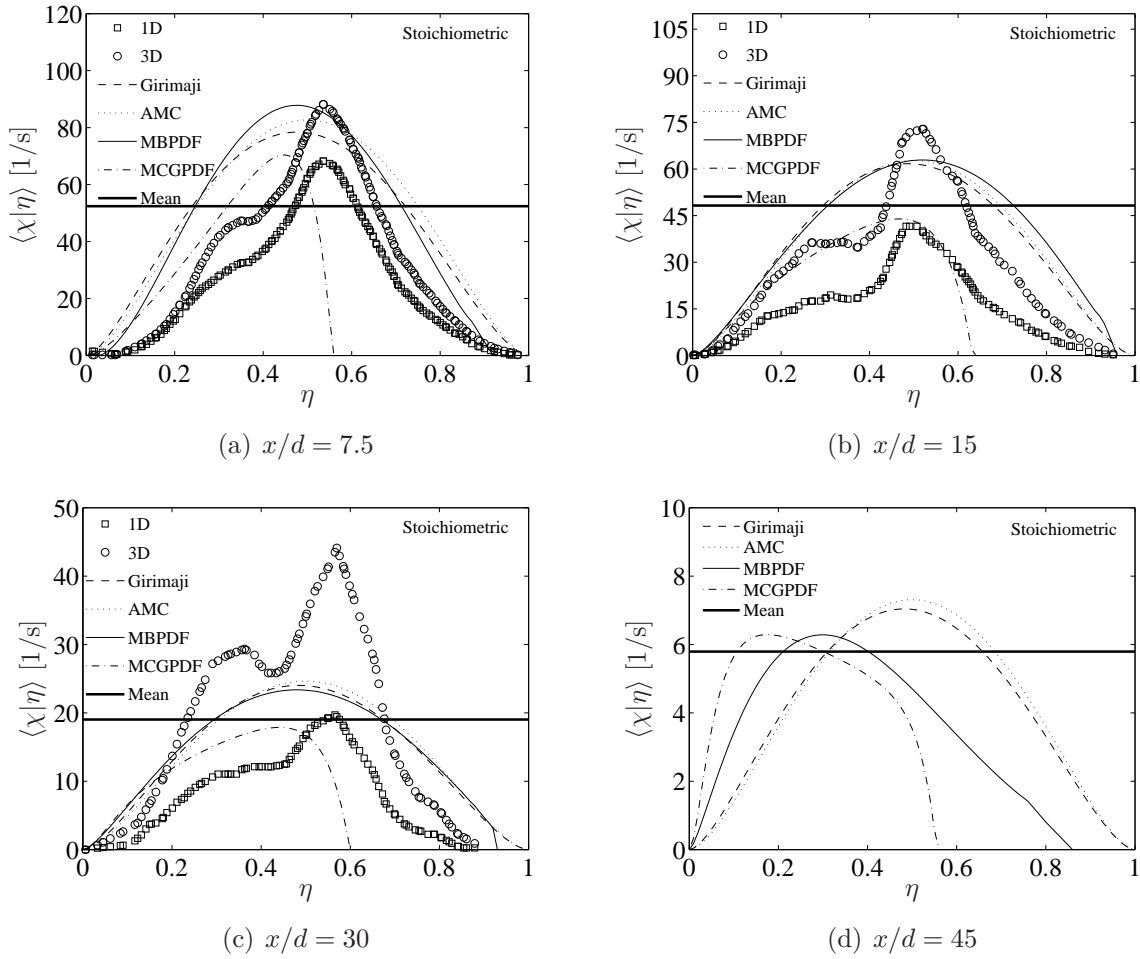 120
100
80
60
40
20
0
⟨χ|η⟩ [1/s]
Stoichiometric
1D
3D
Girimaji
AMC
MBPDF
MCGPDF
Mean
0 0.2 0.4 0.6 0.8 1
η
(a) x/d = 7.5
105
90
75
60
45
30
15
0
⟨χ|η⟩ [1/s]
Stoichiometric
1D
3D
Girimaji
AMC
MBPDF
MCGPDF
Mean
0 0.2 0.4 0.6 0.8 1
η
(b) x/d = 15
50
40
30
20
10
0
⟨χ|η⟩ [1/s]
Stoichiometric
1D
3D
Girimaji
AMC
MBPDF
MCGPDF
Mean
0 0.2 0.4 0.6 0.8 1
η
(c) x/d = 30
10
8
6
4
2
0
⟨χ|η⟩ [1/s]
Stoichiometric
Girimaji
AMC
MBPDF
MCGPDF
Mean
0 0.2 0.4 0.6 0.8 1
η
(d) x/d = 45